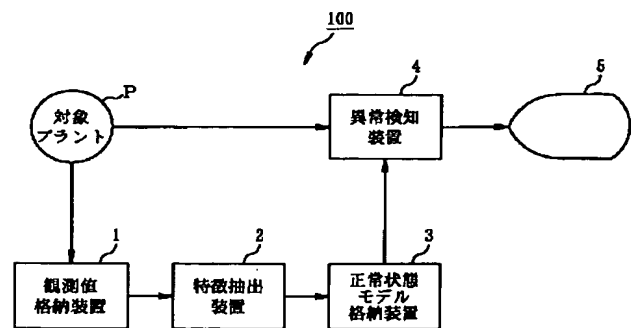 100
P
対象
プラント
4
異常検知
装置
5
1
観測値
格納装置
2
特徴抽出
装置
3
正常状態
モデル
格納装置